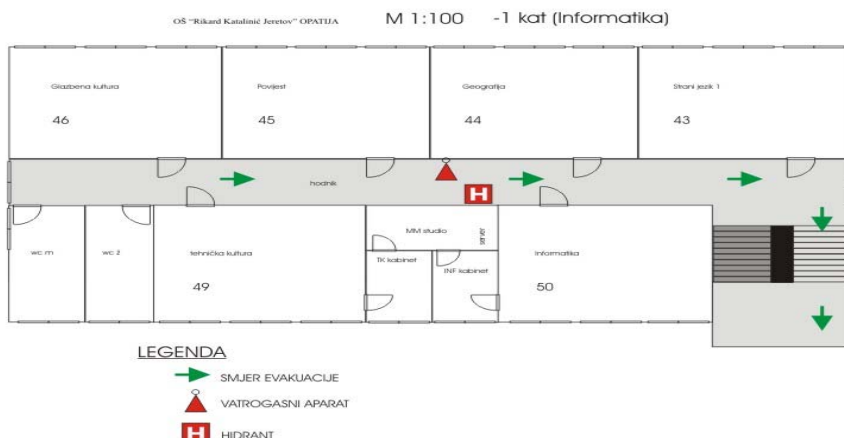 OŠ "Rikard Katalinić Jeretov" OPATIJA M 1:100 -1 kat (Informatika)
Glazbena kultura Povijest Geografija Strani jezik 1
46 45 44 43
hodnik
H
wc m wc ž tehnička kultura MM studio server Informatika
TK kabinet INF kabinet
49 50
LEGENDA
SMJER EVAKUACIJE
VATROGASNI APARAT
H HIDRANT